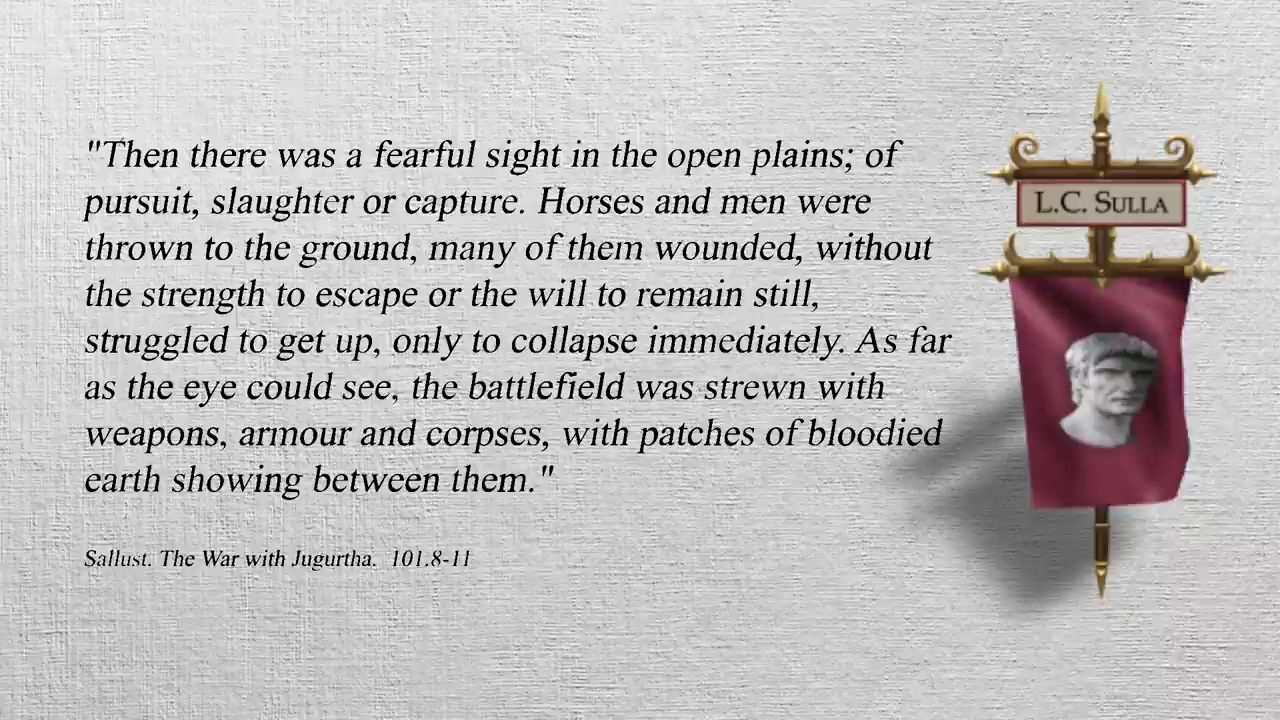 "Then there was a fearful sight in the open plains; of
pursuit, slaughter or capture. Horses and men were
thrown to the ground, many of them wounded, without
the strength to escape or the will to remain still,
struggled to get up, only to collapse immediately. As far
as the eye could see, the battlefield was strewn with
weapons, armour and corpses, with patches of bloodied
earth showing between them."
Sallust. The War with Jugurtha. 101.8-11
L.C. SULLA